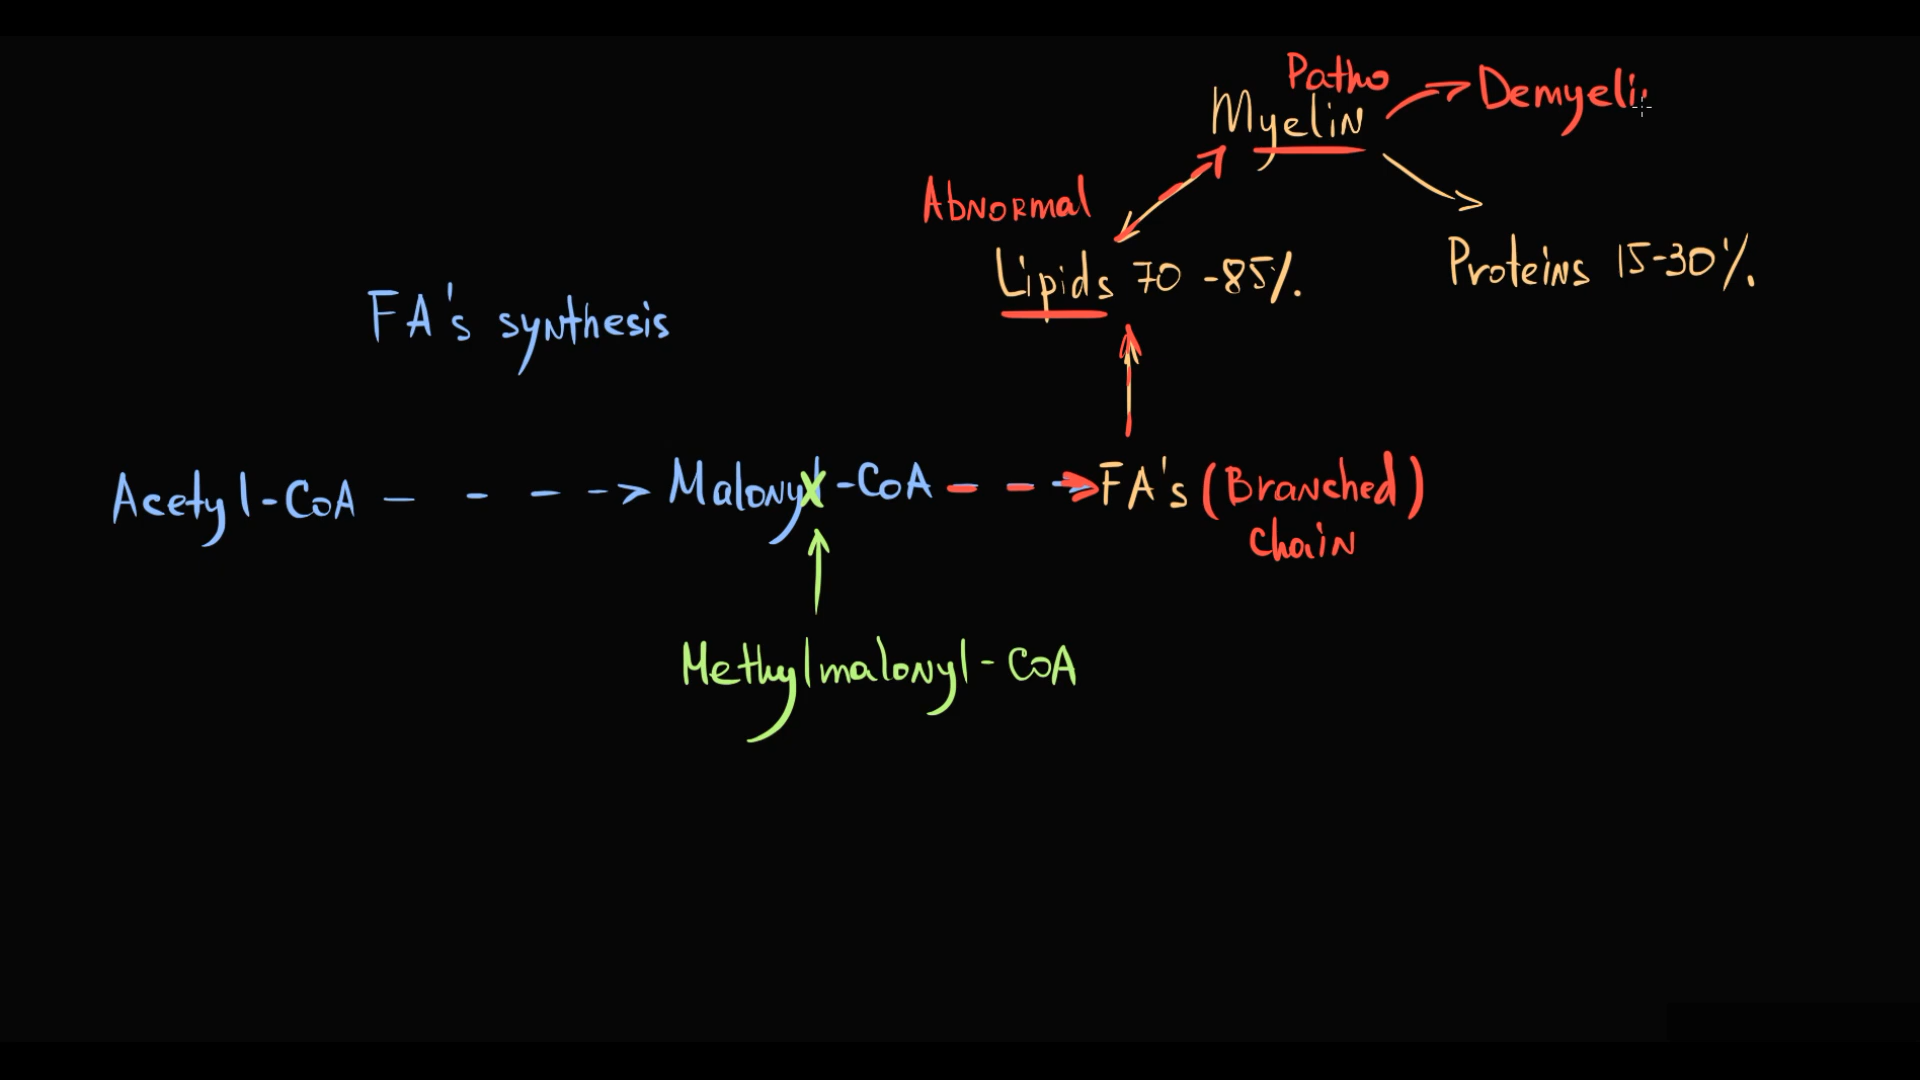 Patho
Myelin
Demyeli
Abnormal
Lipids 70 -85%.
Proteins 15-30%.
FA's synthesis
Acetyl-CoA
Malonyl-CoA
FA's (Branched)
chain
Methylmalonyl-CoA